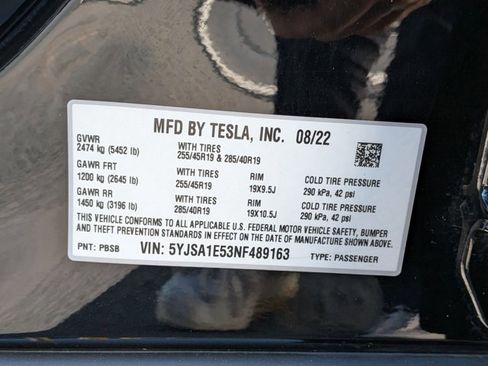 MFD BY TESLA, INC. 08/22
GVWR
2474 kg (5452 lb) WITH TIRES
255/45R19 & 285/40R19
GAWR FRT WITH TIRES RIM COLD TIRE PRESSURE
1200 kg (2645 lb) 255/45R19 19X9.5J 290 kPa, 42 psi
GAWR RR WITH TIRES RIM COLD TIRE PRESSURE
1450 kg (3196 lb) 285/40R19 19X10.5J 290 kPa, 42 psi
THIS VEHICLE CONFORMS TO ALL APPLICABLE U.S. FEDERAL MOTOR VEHICLE SAFETY, BUMPER
AND THEFT PREVENTION STANDARDS IN EFFECT ON THE DATE OF MANUFACTURE SHOWN ABOVE.
PNT: PBSB VIN: 5YJSA1E53NF489163 TYPE: PASSENGER